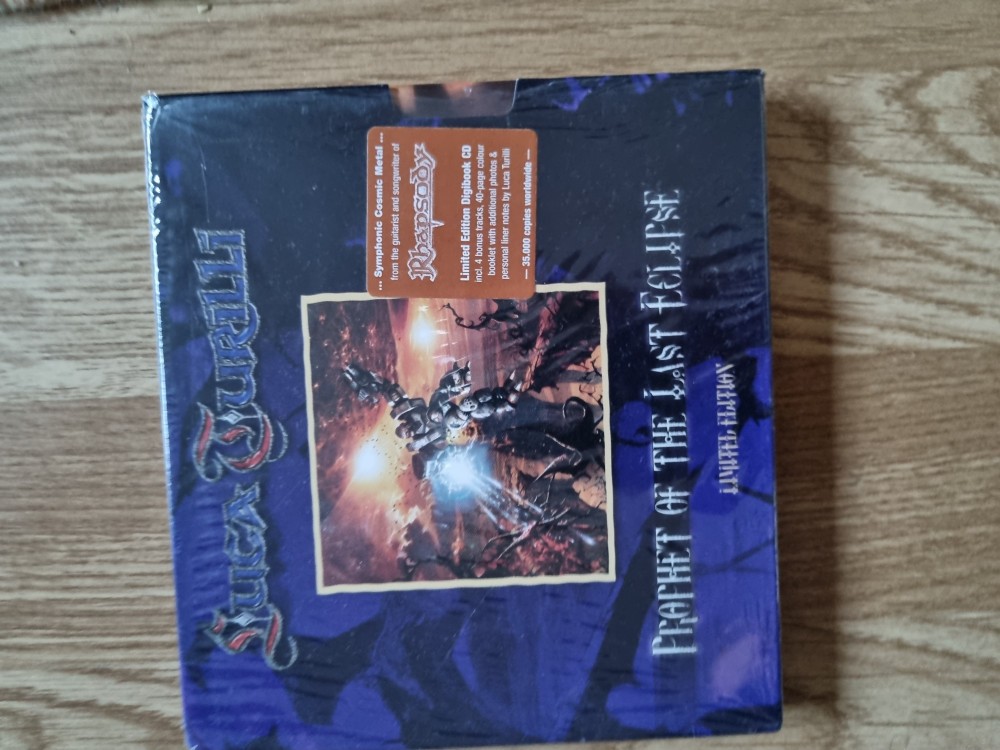 Luca Turilli
... Symphonic Cosmic Metal ...
from the guitarist and songwriter of
Rhapsody
Limited Edition Digibook CD
incl. 4 bonus tracks, 40-page colour
booklet with additional photos &
personal liner notes by Luca Turilli
— 35.000 copies worldwide —
Prophet of the Last Eclipse
Limited Edition